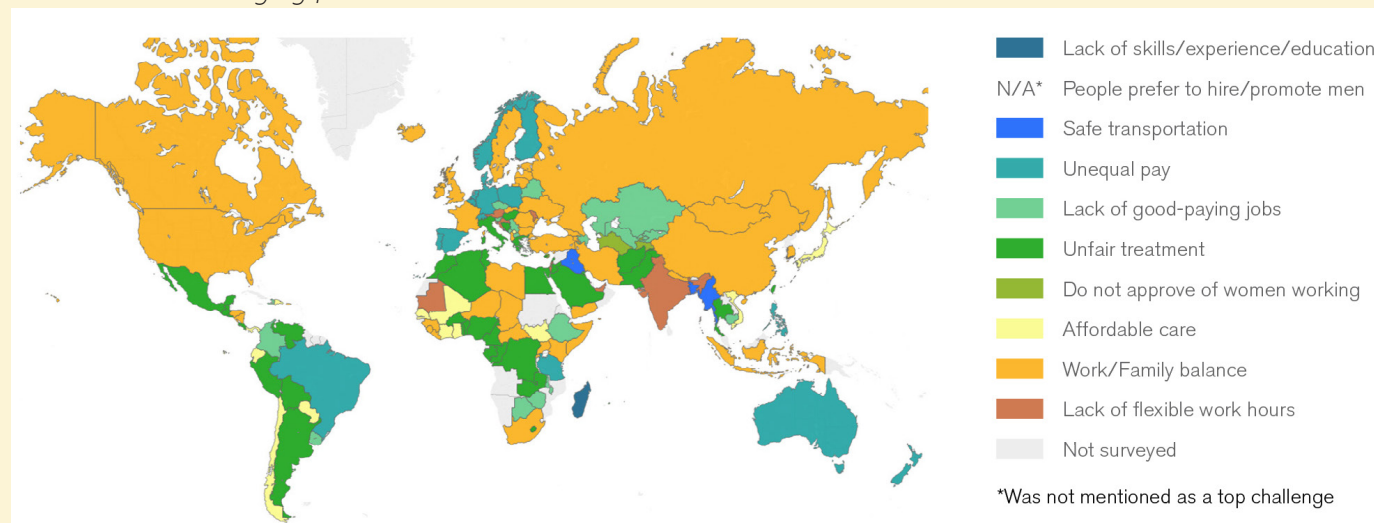 Lack of skills/experience/education
N/A* People prefer to hire/promote men
Safe transportation
Unequal pay
Lack of good-paying jobs
Unfair treatment
Do not approve of women working
Affordable care
Work/Family balance
Lack of flexible work hours
Not surveyed
*Was not mentioned as a top challenge